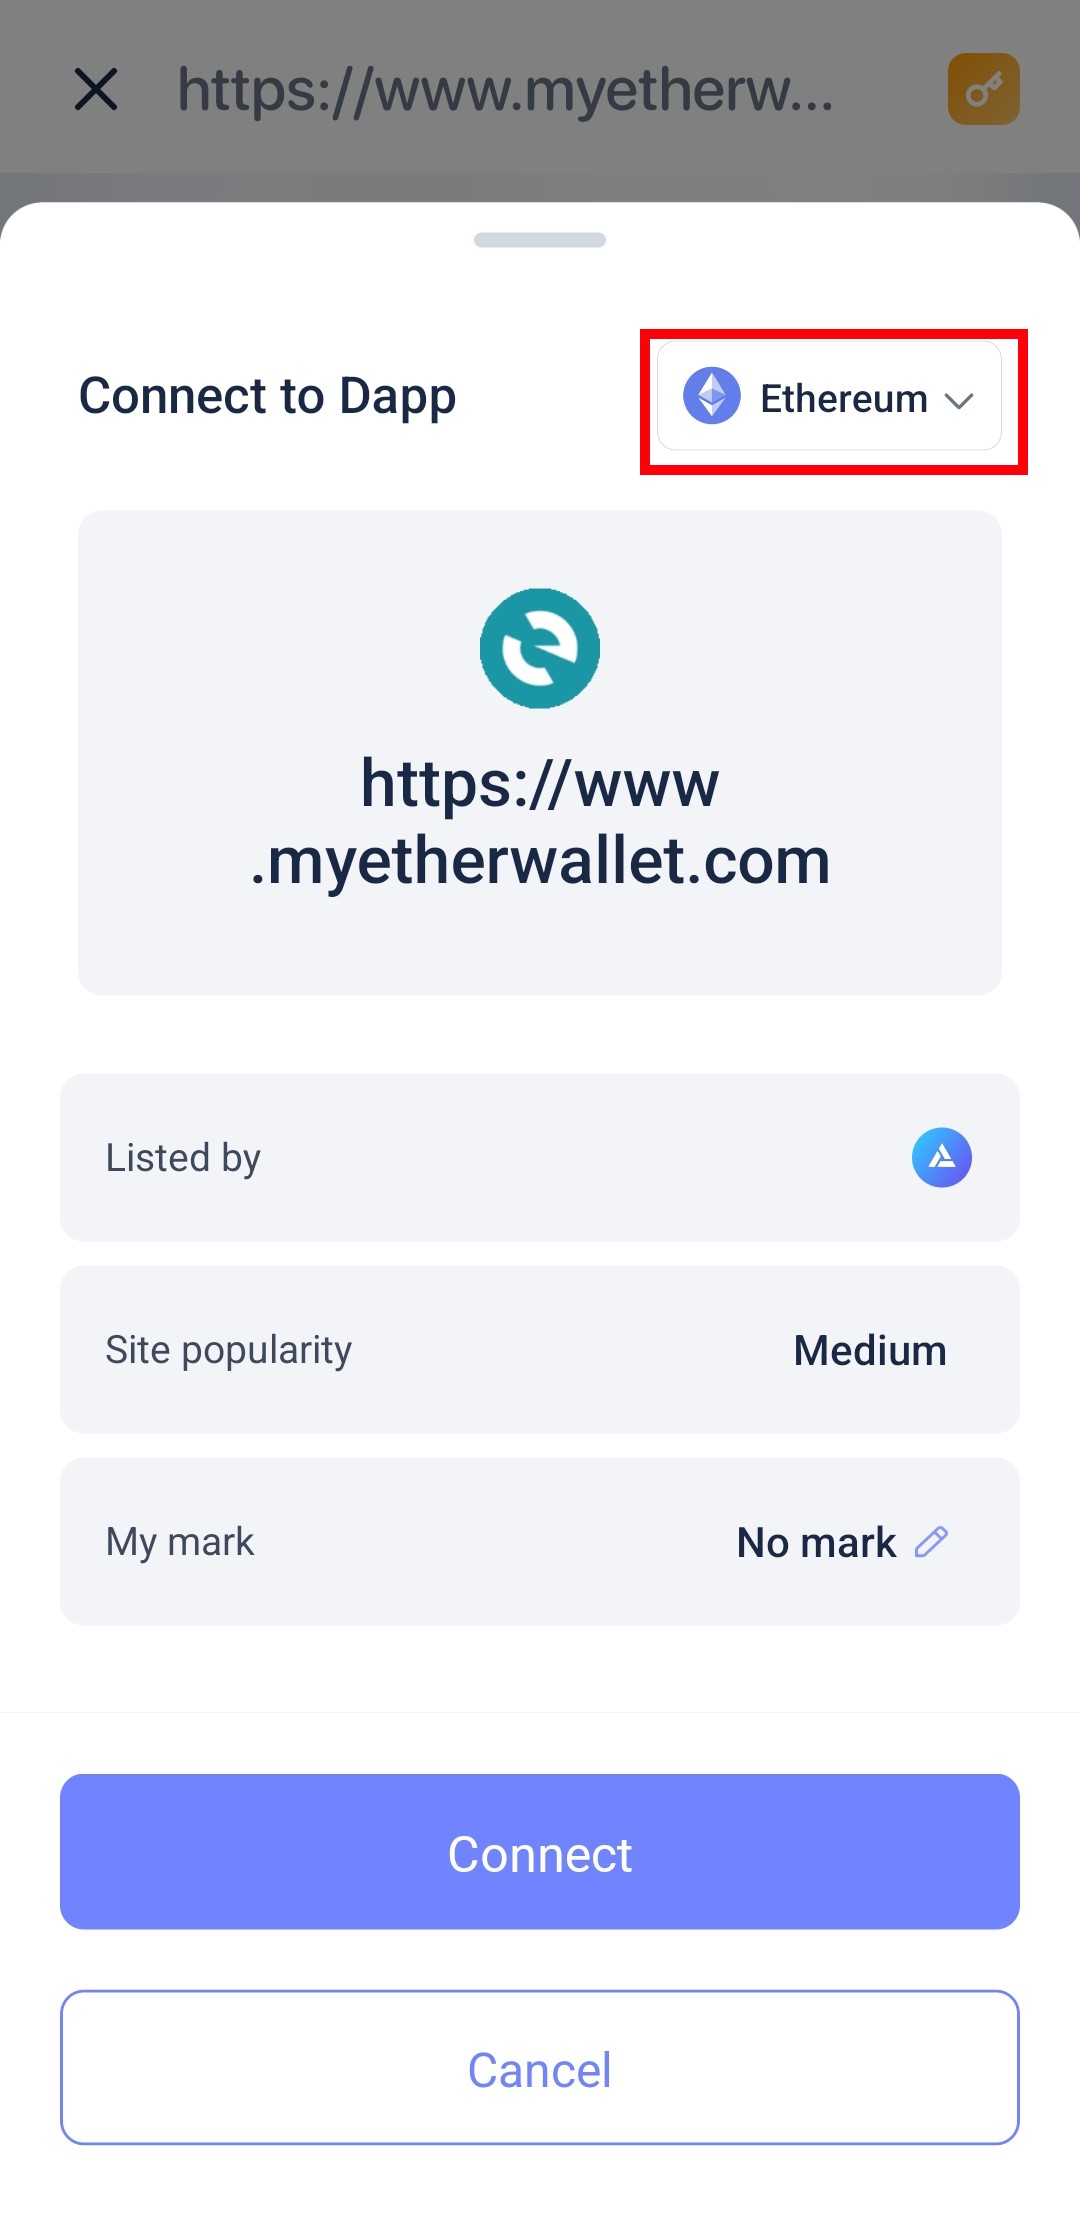 https://www.myetherw...
Connect to Dapp
Ethereum
https://www
.myetherwallet.com
Listed by
Site popularity
Medium
My mark
No mark
Connect
Cancel